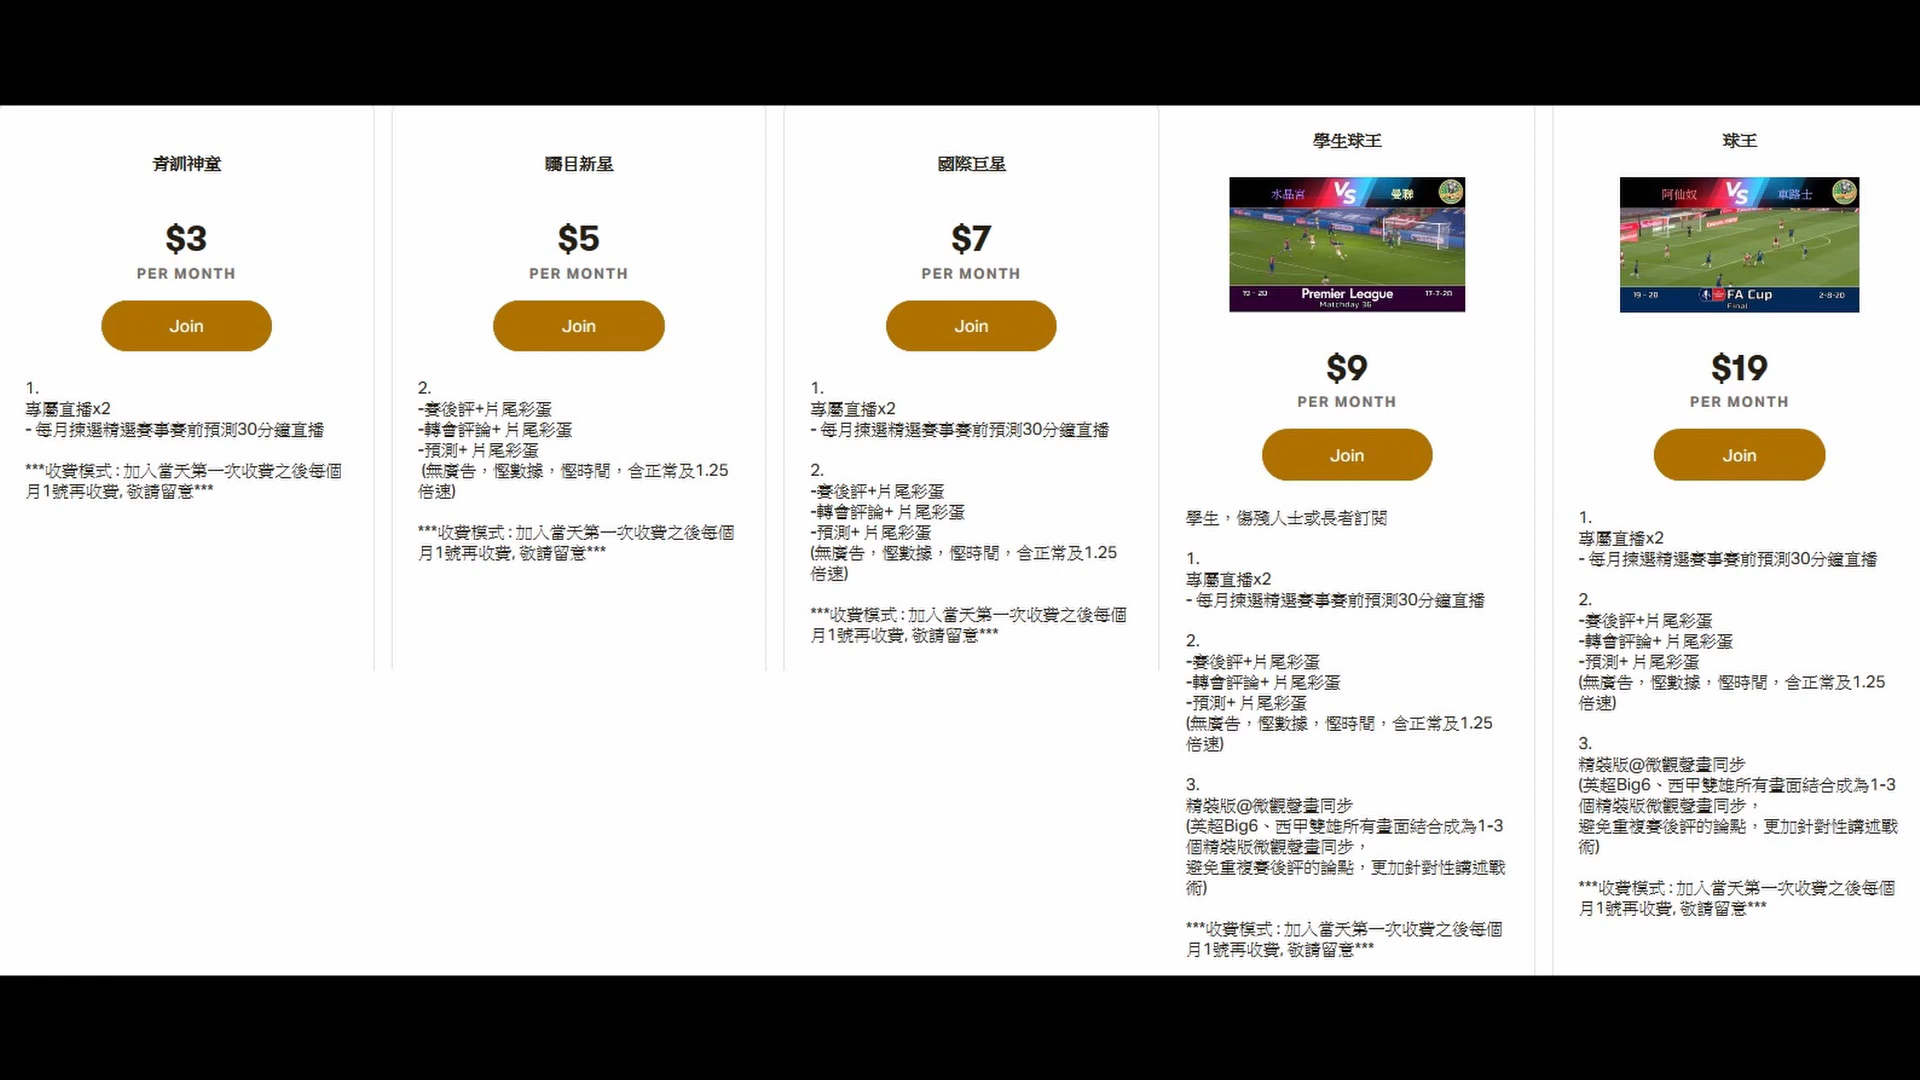 青訓神童
$3
PER MONTH
Join
1.
專屬直播x2
- 每月揀選精選賽事賽前預測30分鐘直播
***收費模式 : 加入當天第一次收費之後每個
月1號再收費, 敬請留意***
矚目新星
$5
PER MONTH
Join
2.
-賽後評+片尾彩蛋
-轉會評論+ 片尾彩蛋
-預測+ 片尾彩蛋
(無廣告，慳數據，慳時間，含正常及1.25
倍速)
***收費模式 : 加入當天第一次收費之後每個
月1號再收費, 敬請留意***
國際巨星
$7
PER MONTH
Join
1.
專屬直播x2
- 每月揀選精選賽事賽前預測30分鐘直播
2.
-賽後評+片尾彩蛋
-轉會評論+ 片尾彩蛋
-預測+ 片尾彩蛋
(無廣告，慳數據，慳時間，含正常及1.25
倍速)
***收費模式 : 加入當天第一次收費之後每個
月1號再收費, 敬請留意***
學生球王
水晶宮 VS 曼聯
19 - 20 Premier League 17-7-20
Matchday 36
$9
PER MONTH
Join
學生，傷殘人士或長者訂閱
1.
專屬直播x2
- 每月揀選精選賽事賽前預測30分鐘直播
2.
-賽後評+片尾彩蛋
-轉會評論+ 片尾彩蛋
-預測+ 片尾彩蛋
(無廣告，慳數據，慳時間，含正常及1.25
倍速)
3.
精裝版@微觀聲畫同步
(英超Big6、西甲雙雄所有畫面結合成為1-3
個精裝版微觀聲畫同步，
避免重複賽後評的論點，更加針對性講述戰
術)
***收費模式 : 加入當天第一次收費之後每個
月1號再收費, 敬請留意***
球王
阿仙奴 VS 車路士
19 - 20 FA Cup 2-8-20
Final
$19
PER MONTH
Join
1.
專屬直播x2
- 每月揀選精選賽事賽前預測30分鐘直播
2.
-賽後評+片尾彩蛋
-轉會評論+ 片尾彩蛋
-預測+ 片尾彩蛋
(無廣告，慳數據，慳時間，含正常及1.25
倍速)
3.
精裝版@微觀聲畫同步
(英超Big6、西甲雙雄所有畫面結合成為1-3
個精裝版微觀聲畫同步，
避免重複賽後評的論點，更加針對性講述戰
術)
***收費模式 : 加入當天第一次收費之後每個
月1號再收費, 敬請留意***